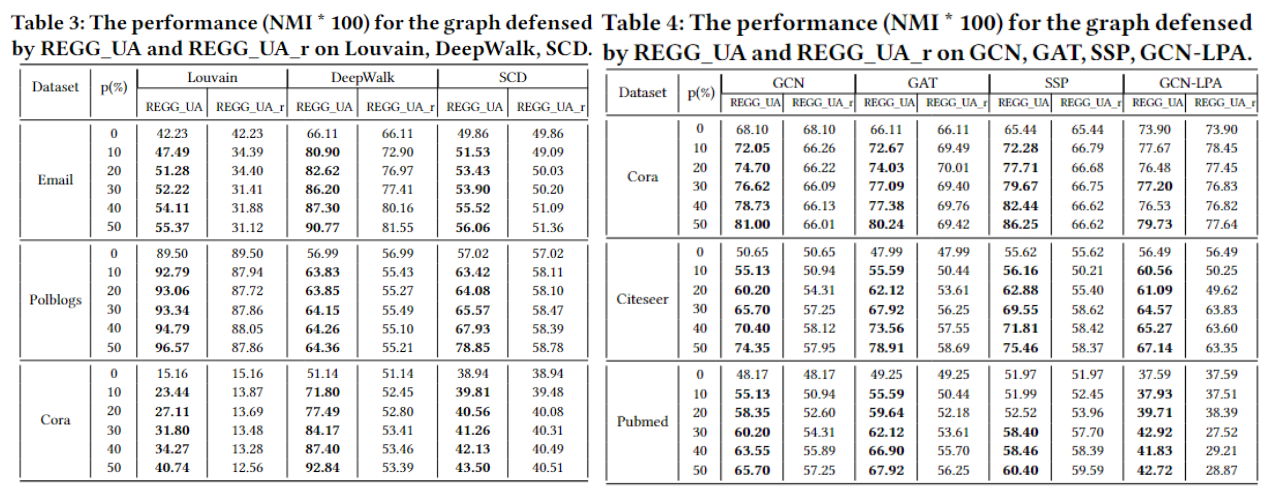 Table 3: The performance (NMI * 100) for the graph defensed
by REGG_UA and REGG_UA_r on Louvain, DeepWalk, SCD.
Dataset p(%) Louvain DeepWalk SCD
REGG_UA REGG_UA_r REGG_UA REGG_UA_r REGG_UA REGG_UA_r
Email
0 42.23 42.23 66.11 66.11 49.86 49.86
10 47.49 34.39 80.90 72.90 51.53 49.09
20 51.28 34.40 82.62 76.97 53.43 50.03
30 52.22 31.41 86.20 77.41 53.90 50.20
40 54.11 31.88 87.30 80.16 55.52 51.09
50 55.37 31.12 90.77 81.55 56.06 51.36
Polblogs
0 89.50 89.50 56.99 56.99 57.02 57.02
10 92.79 87.94 63.83 55.43 63.42 58.11
20 93.06 87.72 63.85 55.27 64.08 58.10
30 93.34 87.86 64.15 55.49 65.57 58.47
40 94.79 88.05 64.26 55.10 67.93 58.39
50 96.57 87.86 64.36 55.21 78.85 58.78
Cora
0 15.16 15.16 51.14 51.14 38.94 38.94
10 23.44 13.87 71.80 52.45 39.81 39.48
20 27.11 13.69 77.49 52.80 40.56 40.08
30 31.80 13.48 84.17 53.41 41.26 40.31
40 34.27 13.28 87.40 53.46 42.13 40.49
50 40.74 12.56 92.84 53.39 43.50 40.51
Table 4: The performance (NMI * 100) for the graph defensed
by REGG_UA and REGG_UA_r on GCN, GAT, SSP, GCN-LPA.
Dataset p(%) GCN GAT SSP GCN-LPA
REGG_UA REGG_UA_r REGG_UA REGG_UA_r REGG_UA REGG_UA_r REGG_UA REGG_UA_r
Cora
0 68.10 68.10 66.11 66.11 65.44 65.44 73.90 73.90
10 72.05 66.26 72.67 69.49 72.28 66.79 77.67 78.45
20 74.70 66.22 74.03 70.01 77.71 66.68 76.48 77.45
30 76.62 66.09 77.09 69.40 79.67 66.75 77.20 76.83
40 78.73 66.13 77.38 69.76 82.44 66.62 76.53 76.82
50 81.00 66.01 80.24 69.42 86.25 66.62 79.73 77.64
Citeseer
0 50.65 50.65 47.99 47.99 55.62 55.62 56.49 56.49
10 55.13 50.94 55.59 50.44 56.16 50.21 60.56 50.25
20 60.20 54.31 62.12 53.61 62.88 55.40 61.09 49.62
30 65.70 57.25 67.92 56.25 69.55 58.62 64.57 63.83
40 70.40 58.12 73.56 57.55 71.81 58.42 65.27 63.60
50 74.35 57.95 78.91 58.69 75.46 58.37 67.14 63.35
Pubmed
0 48.17 48.17 49.25 49.25 51.97 51.97 37.59 37.59
10 55.13 50.94 55.59 50.44 51.99 52.45 37.93 37.51
20 58.35 52.60 59.64 52.18 52.52 53.96 39.71 38.39
30 60.20 54.31 62.12 53.61 58.40 57.70 42.92 27.52
40 63.55 55.89 66.90 55.70 58.46 58.39 41.83 29.21
50 65.70 57.25 67.92 56.25 60.40 59.59 42.72 28.87